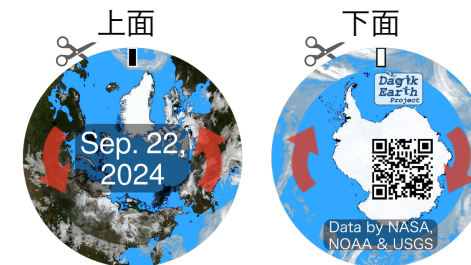 上面
下面
Sep. 22,
2024
Dagik
Earth
Project
Data by NASA,
NOAA & USGS